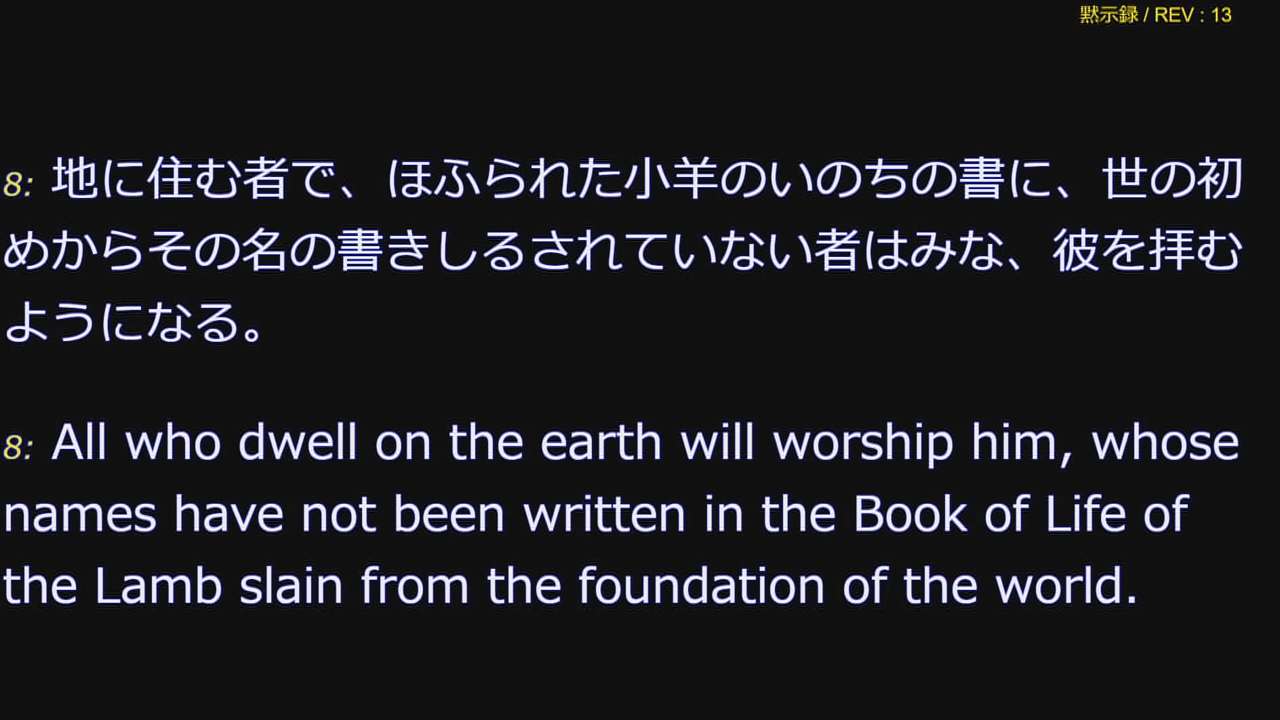 黙示録 / REV : 13
8: 地に住む者で、ほふられた小羊のいのちの書に、世の初
めからその名の書きしるされていない者はみな、彼を拝む
ようになる。
8: All who dwell on the earth will worship him, whose
names have not been written in the Book of Life of
the Lamb slain from the foundation of the world.